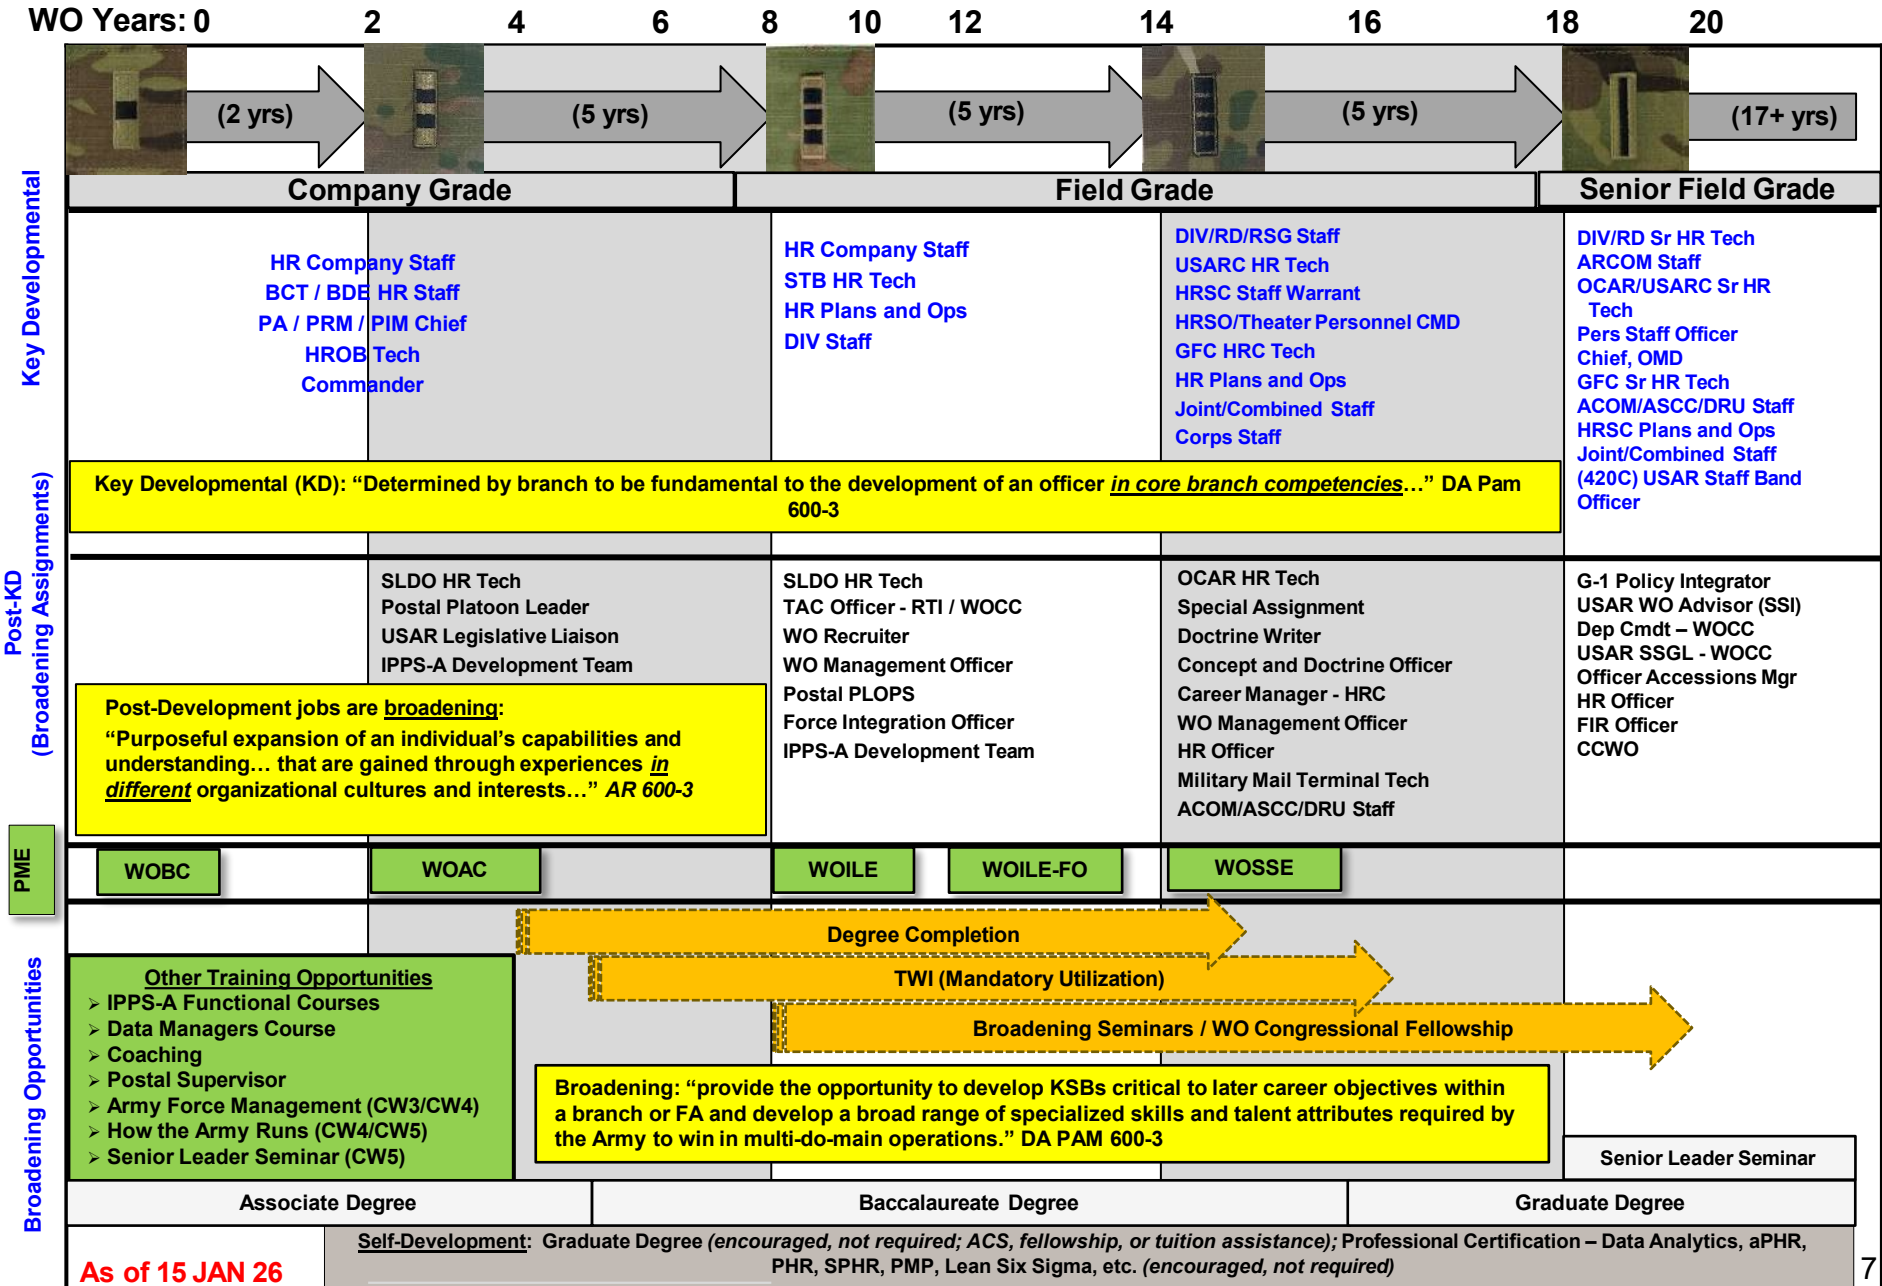 WO Years: 0 2 4 6 8 10 12 14 16 18 20
(2 yrs) (5 yrs) (5 yrs) (5 yrs) (17+ yrs)
Company Grade
Field Grade
Senior Field Grade
Key Developmental
HR Company Staff
BCT / BDE HR Staff
PA / PRM / PIM Chief
HROB Tech
Commander
HR Company Staff
STB HR Tech
HR Plans and Ops
DIV Staff
DIV/RD/RSG Staff
USARC HR Tech
HRSC Staff Warrant
HRSO/Theater Personnel CMD
GFC HRC Tech
HR Plans and Ops
Joint/Combined Staff
Corps Staff
DIV/RD Sr HR Tech
ARCOM Staff
OCAR/USARC Sr HR
Tech
Pers Staff Officer
Chief, OMD
GFC Sr HR Tech
ACOM/ASCC/DRU Staff
HRSC Plans and Ops
Joint/Combined Staff
(420C) USAR Staff Band
Officer
Key Developmental (KD): “Determined by branch to be fundamental to the development of an officer in core branch competencies…” DA Pam
600-3
Post-KD
(Broadening Assignments)
SLDO HR Tech
Postal Platoon Leader
USAR Legislative Liaison
IPPS-A Development Team
Post-Development jobs are broadening:
“Purposeful expansion of an individual’s capabilities and
understanding… that are gained through experiences in
different organizational cultures and interests…” AR 600-3
SLDO HR Tech
TAC Officer - RTI / WOCC
WO Recruiter
WO Management Officer
Postal PLOPS
Force Integration Officer
IPPS-A Development Team
OCAR HR Tech
Special Assignment
Doctrine Writer
Concept and Doctrine Officer
Career Manager - HRC
WO Management Officer
HR Officer
Military Mail Terminal Tech
ACOM/ASCC/DRU Staff
G-1 Policy Integrator
USAR WO Advisor (SSI)
Dep Cmdt – WOCC
USAR SSGL - WOCC
Officer Accessions Mgr
HR Officer
FIR Officer
CCWO
PME
WOBC
WOAC
WOILE
WOILE-FO
WOSSE
Broadening Opportunities
Degree Completion
TWI (Mandatory Utilization)
Broadening Seminars / WO Congressional Fellowship
Other Training Opportunities
➢ IPPS-A Functional Courses
➢ Data Managers Course
➢ Coaching
➢ Postal Supervisor
➢ Army Force Management (CW3/CW4)
➢ How the Army Runs (CW4/CW5)
➢ Senior Leader Seminar (CW5)
Broadening: “provide the opportunity to develop KSBs critical to later career objectives within
a branch or FA and develop a broad range of specialized skills and talent attributes required by
the Army to win in multi-do-main operations.” DA PAM 600-3
Senior Leader Seminar
Associate Degree
Baccalaureate Degree
Graduate Degree
As of 15 JAN 26
Self-Development: Graduate Degree (encouraged, not required; ACS, fellowship, or tuition assistance); Professional Certification – Data Analytics, aPHR,
PHR, SPHR, PMP, Lean Six Sigma, etc. (encouraged, not required)
7